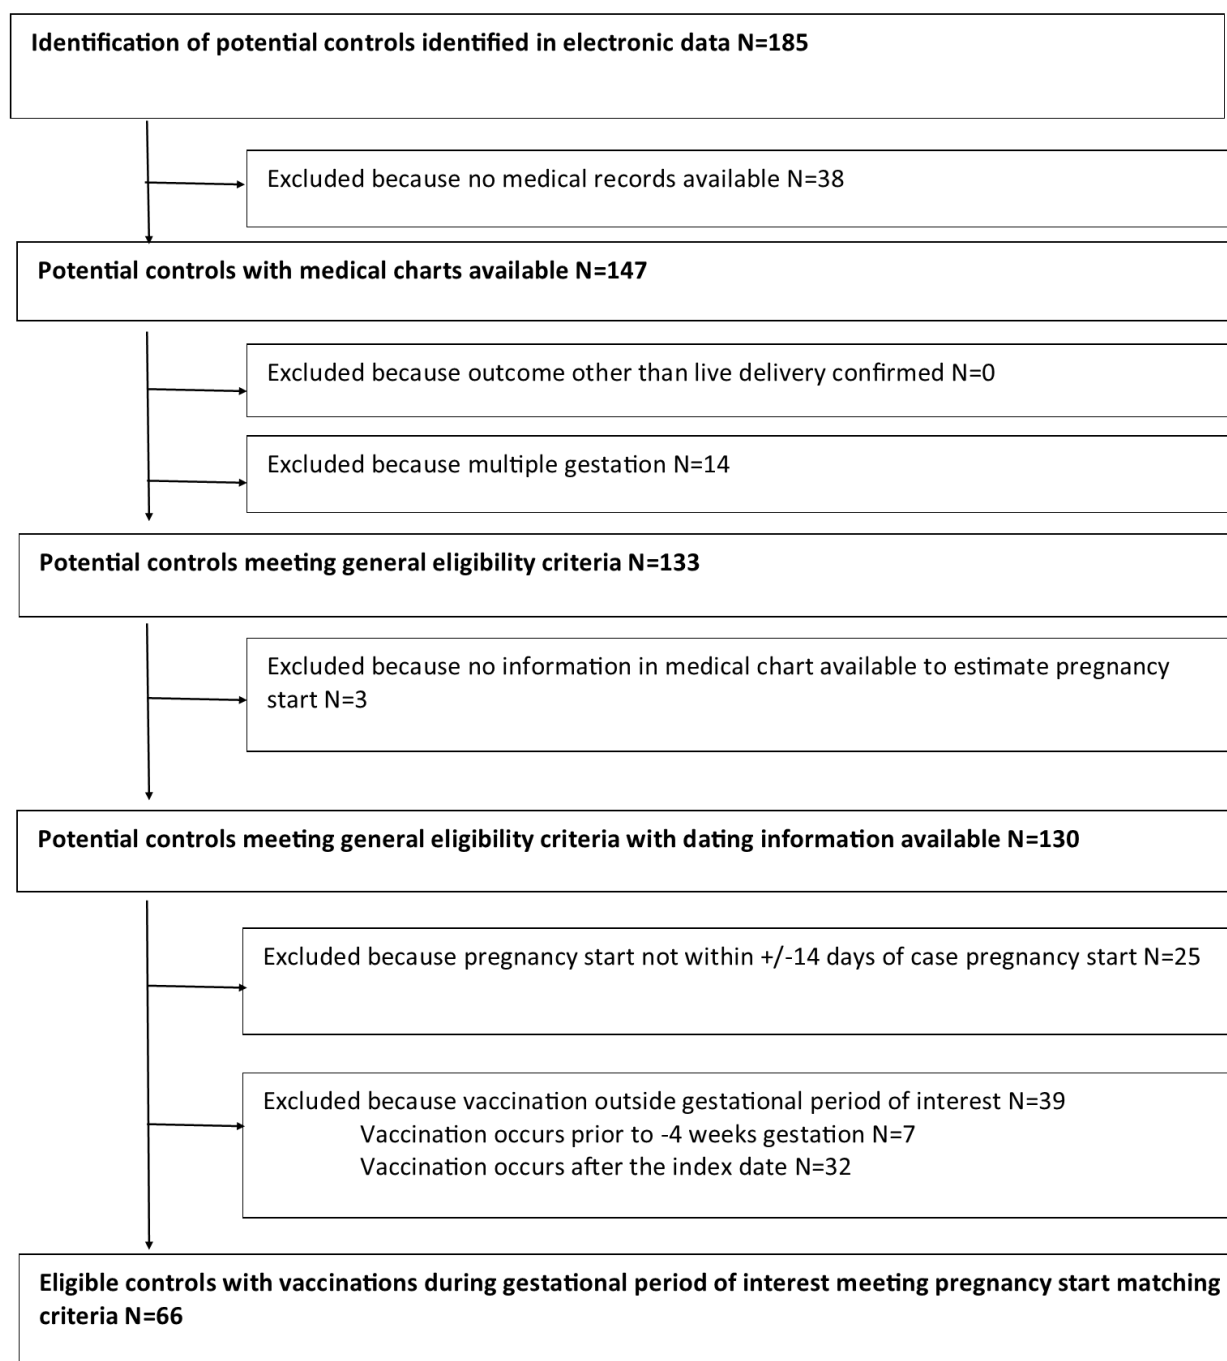 Identification of potential controls identified in electronic data N=185
Excluded because no medical records available N=38
Potential controls with medical charts available N=147
Excluded because outcome other than live delivery confirmed N=0
Excluded because multiple gestation N=14
Potential controls meeting general eligibility criteria N=133
Excluded because no information in medical chart available to estimate pregnancy
start N=3
Potential controls meeting general eligibility criteria with dating information available N=130
Excluded because pregnancy start not within +/-14 days of case pregnancy start N=25
Excluded because vaccination outside gestational period of interest N=39
Vaccination occurs prior to -4 weeks gestation N=7
Vaccination occurs after the index date N=32
Eligible controls with vaccinations during gestational period of interest meeting pregnancy start matching
criteria N=66